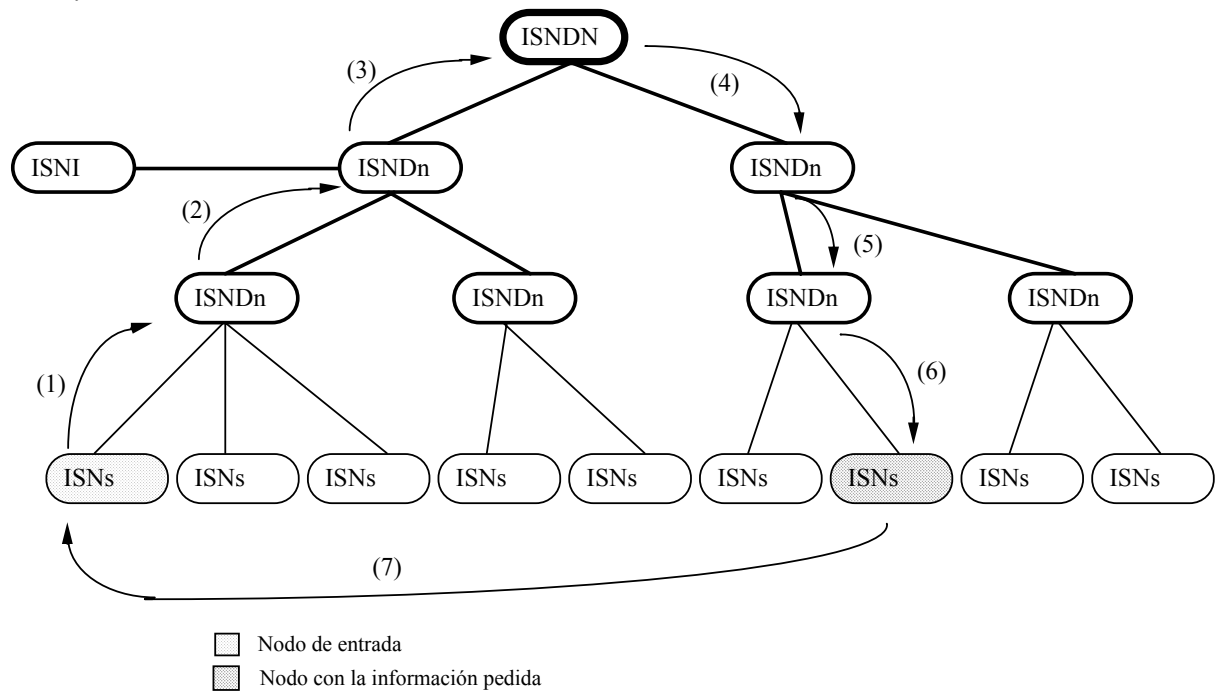 ISNDN
(3)
(4)
ISNI
ISNDn
ISNDn
(2)
(5)
ISNDn
ISNDn
ISNDn
ISNDn
(1)
(6)
ISNs
ISNs
ISNs
ISNs
ISNs
ISNs
ISNs
ISNs
ISNs
(7)
Nodo de entrada
Nodo con la información pedida